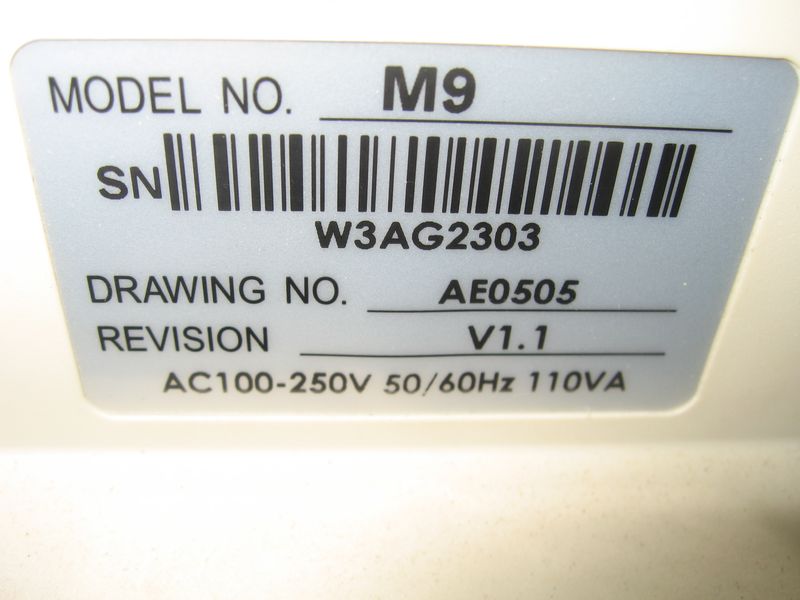 MODEL NO. M9
SN
W3AG2303
DRAWING NO. AE0505
REVISION V1.1
AC100-250V 50/60Hz 110VA